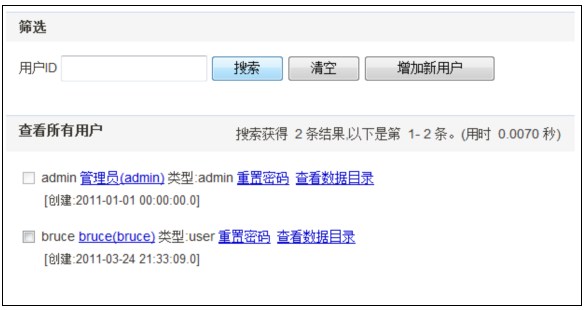 筛选
用户ID 搜索 清空 增加新用户
查看所有用户 搜索获得 2 条结果,以下是第 1- 2 条。(用时 0.0070 秒)
admin 管理员(admin) 类型:admin 重置密码 查看数据目录
[创建:2011-01-01 00:00:00.0]
bruce bruce(bruce) 类型:user 重置密码 查看数据目录
[创建:2011-03-24 21:33:09.0]